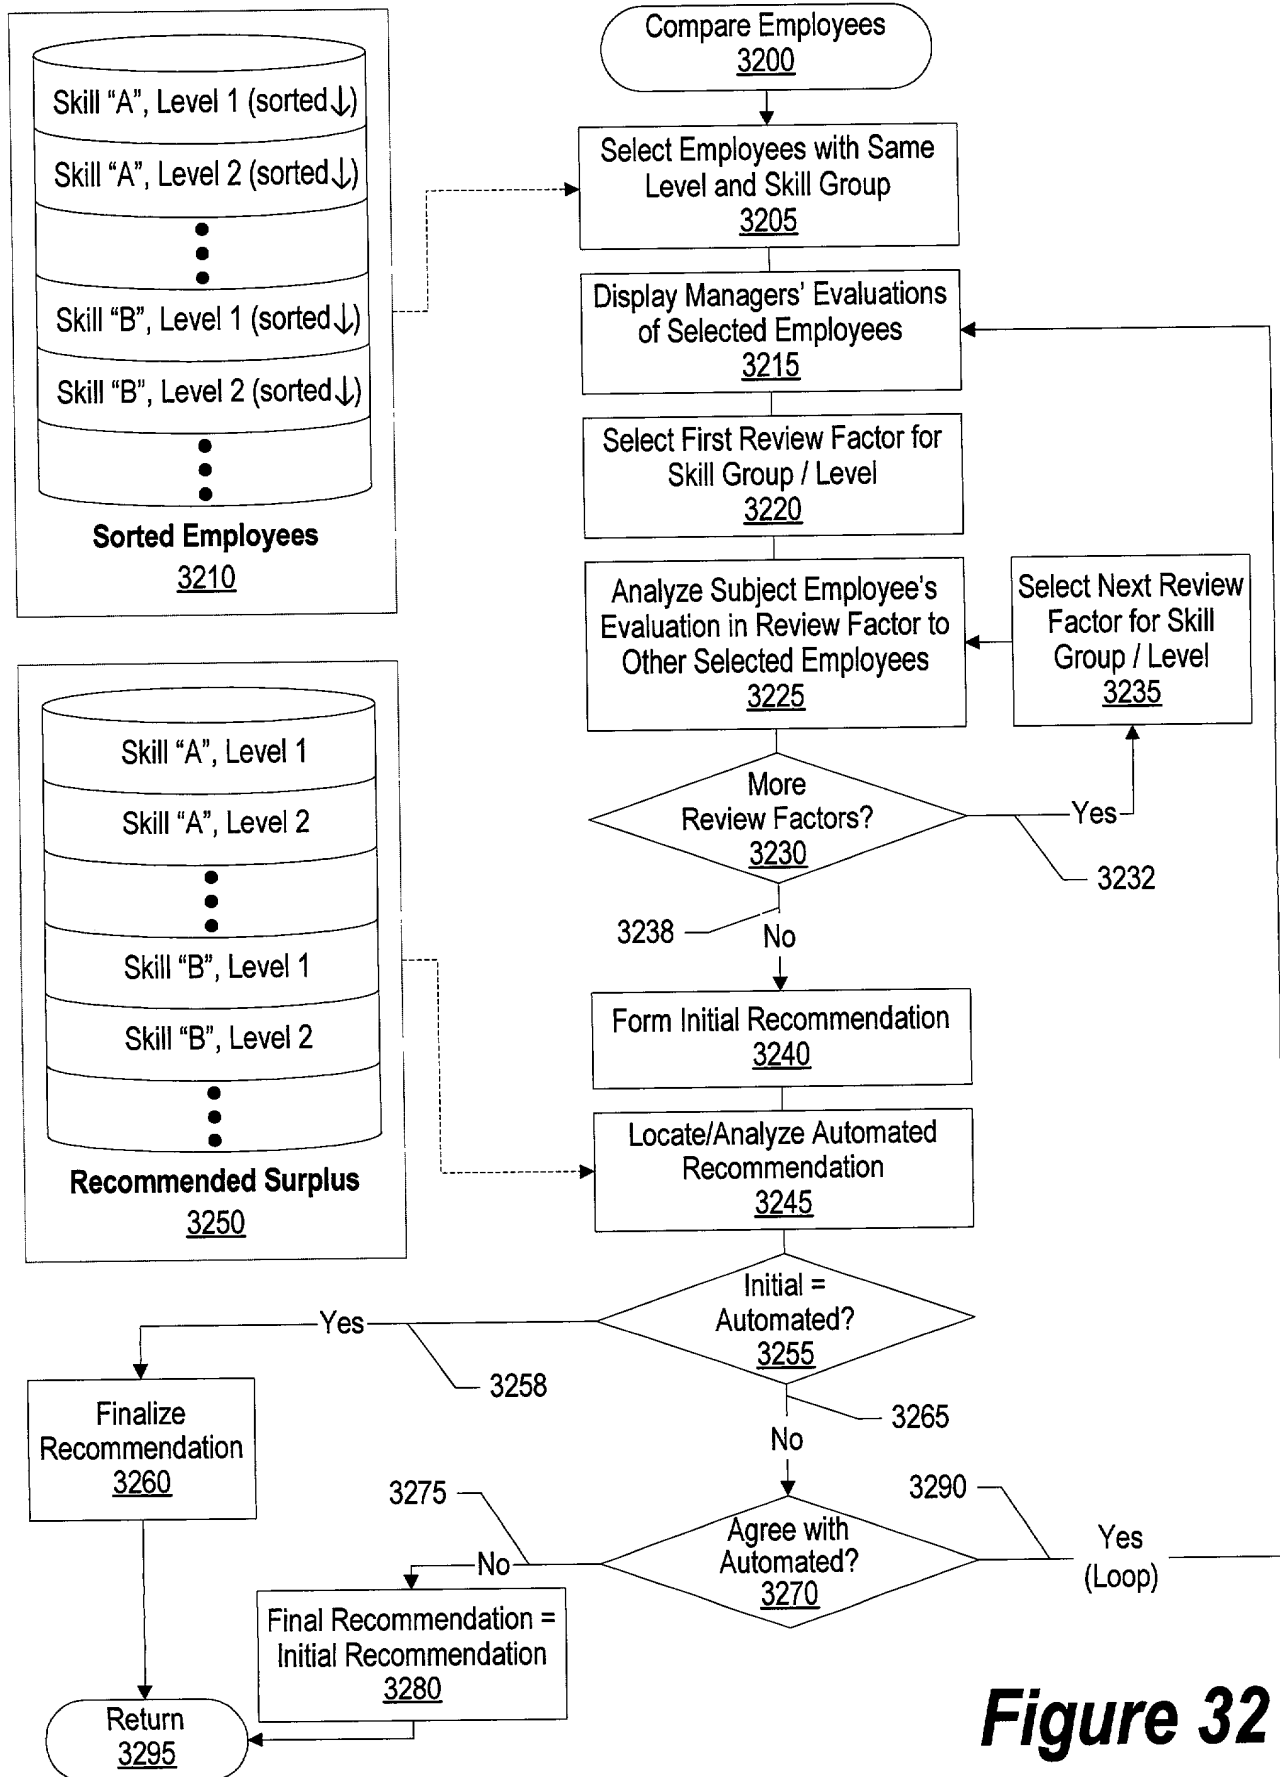 Compare Employees
3200
Skill "A", Level 1 (sorted↓)
Skill "A", Level 2 (sorted↓)
Skill "B", Level 1 (sorted↓)
Skill "B", Level 2 (sorted↓)
Sorted Employees
3210
Select Employees with Same
Level and Skill Group
3205
Display Managers' Evaluations
of Selected Employees
3215
Select First Review Factor for
Skill Group / Level
3220
Analyze Subject Employee's
Evaluation in Review Factor to
Other Selected Employees
3225
Select Next Review
Factor for Skill
Group / Level
3235
More
Review Factors?
3230
Yes
3232
3238
No
Skill "A", Level 1
Skill "A", Level 2
Skill "B", Level 1
Skill "B", Level 2
Recommended Surplus
3250
Form Initial Recommendation
3240
Locate/Analyze Automated
Recommendation
3245
Initial =
Automated?
3255
Yes
3258
3265
No
Finalize
Recommendation
3260
3275
3290
Agree with
Automated?
3270
No
Yes
(Loop)
Final Recommendation =
Initial Recommendation
3280
Return
3295
Figure 32